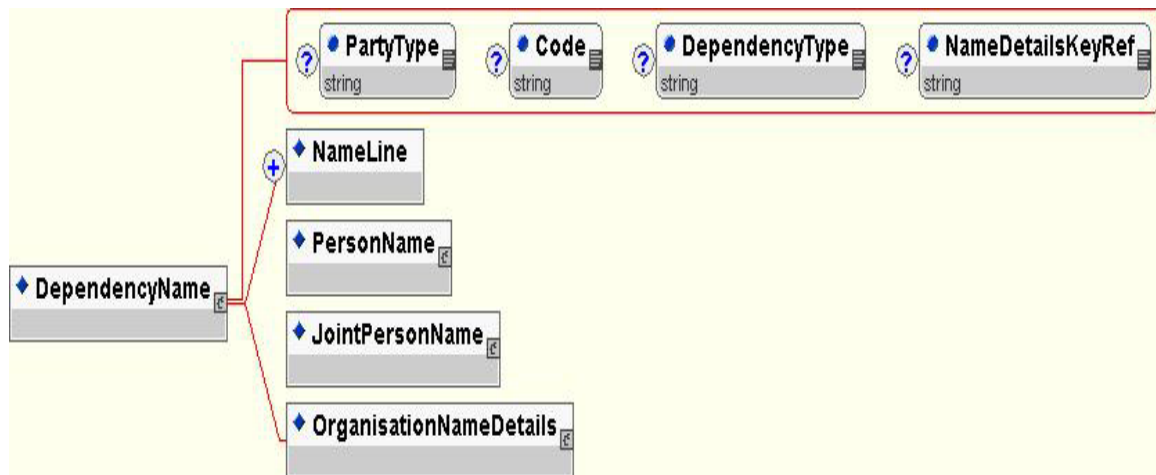 ? PartyType ? Code ? DependencyType ? NameDetailsKeyRef
string string string string
+ NameLine
PersonName
DependencyName
JointPersonName
OrganisationNameDetails